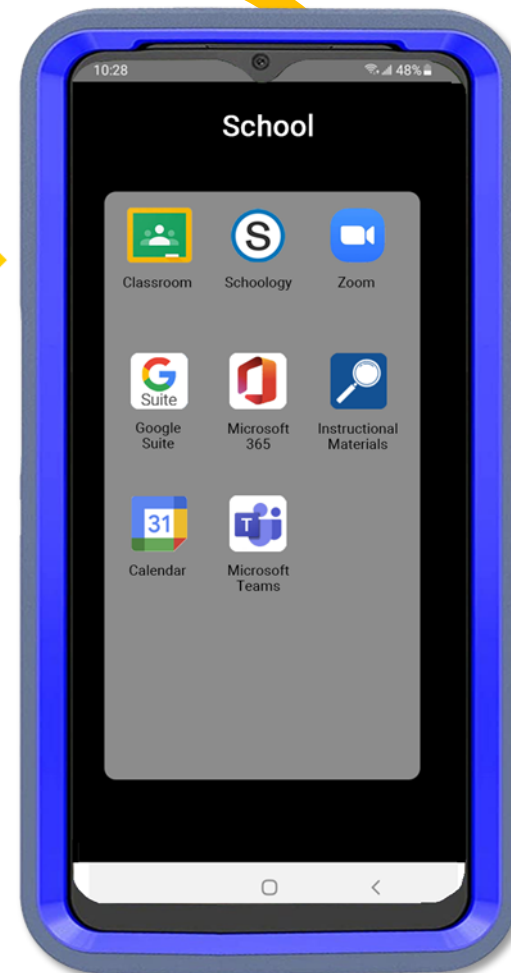 10:28 48%
School
S
Classroom Schoology Zoom
G
Suite
Google Microsoft Instructional
Suite 365 Materials
31 T
Calendar Microsoft
Teams